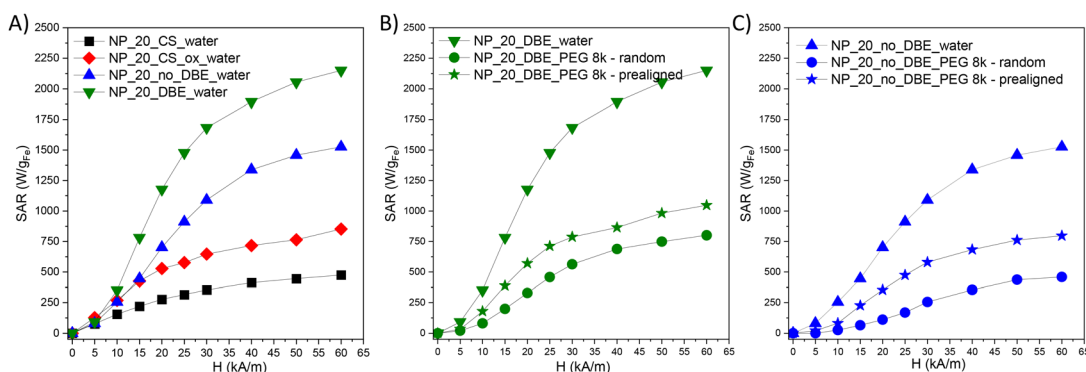 A)
2500
2250
2000
1750
1500
1250
1000
750
500
250
0
SAR (W/gFe)
NP_20_CS_water
NP_20_CS_ox_water
NP_20_no_DBE_water
NP_20_DBE_water
0 5 10 15 20 25 30 35 40 45 50 55 60 65
H (kA/m)
B)
2500
2250
2000
1750
1500
1250
1000
750
500
250
0
SAR (W/gFe)
NP_20_DBE_water
NP_20_DBE_PEG 8k - random
NP_20_DBE_PEG 8k - prealigned
0 5 10 15 20 25 30 35 40 45 50 55 60 65
H (kA/m)
C)
2500
2250
2000
1750
1500
1250
1000
750
500
250
0
SAR (W/gFe)
NP_20_no_DBE_water
NP_20_no_DBE_PEG 8k - random
NP_20_no_DBE_PEG 8k - prealigned
0 5 10 15 20 25 30 35 40 45 50 55 60 65
H (kA/m)